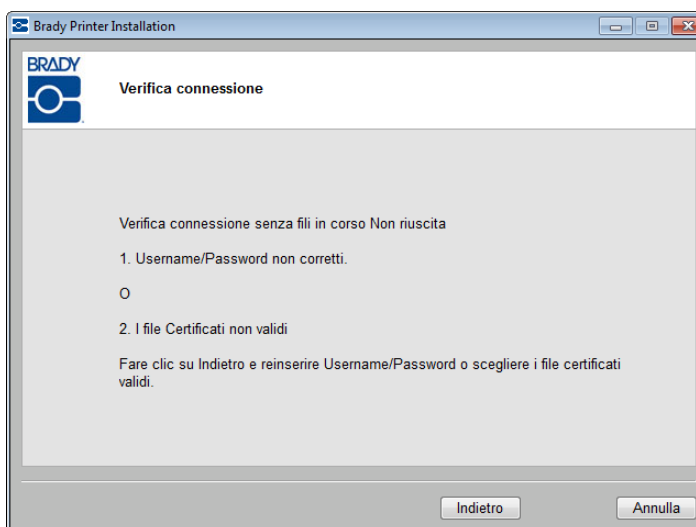 Brady Printer Installation
BRADY
Verifica connessione
Verifica connessione senza fili in corso Non riuscita
1. Username/Password non corretti.
O
2. I file Certificati non validi
Fare clic su Indietro e reinserire Username/Password o scegliere i file certificati
validi.
Indietro
Annulla